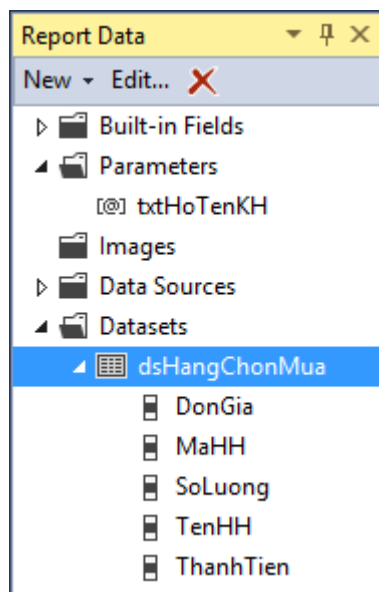 Report Data
New Edit...
Built-in Fields
Parameters
[@] txtHoTenKH
Images
Data Sources
Datasets
dsHangChonMua
DonGia
MaHH
SoLuong
TenHH
ThanhTien